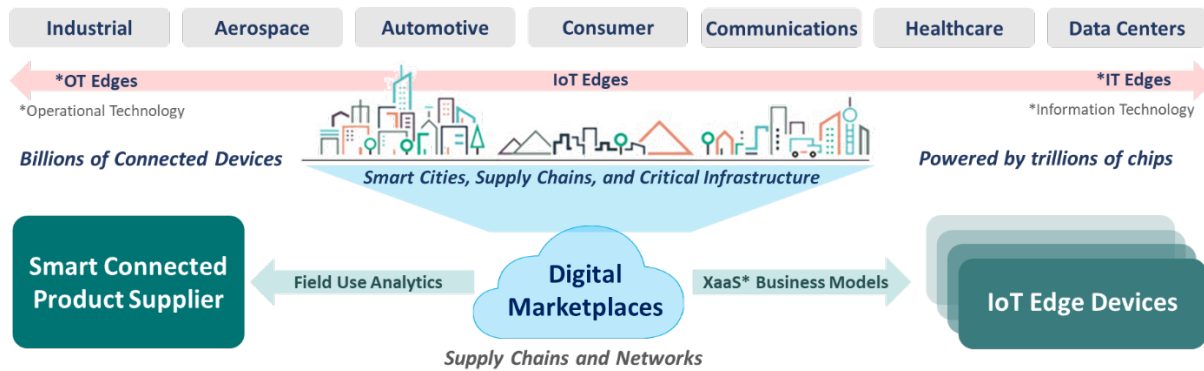 Industrial Aerospace Automotive Consumer Communications Healthcare Data Centers
*OT Edges IoT Edges *IT Edges
*Operational Technology *Information Technology
Billions of Connected Devices Powered by trillions of chips
Smart Cities, Supply Chains, and Critical Infrastructure
Smart Connected
Product Supplier
Field Use Analytics
Digital
Marketplaces
XaaS* Business Models
IoT Edge Devices
Supply Chains and Networks